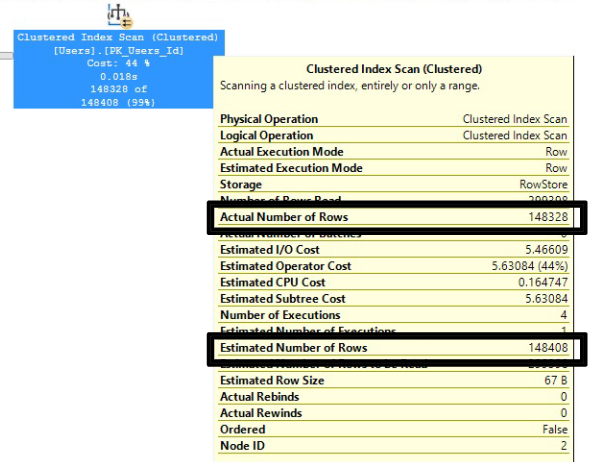 Clustered Index Scan (Clustered)
[Users].[PK_Users_Id]
Cost: 44 %
0.018s
148328 of
148408 (99%)
Clustered Index Scan (Clustered)
Scanning a clustered index, entirely or only a range.
Physical Operation Clustered Index Scan
Logical Operation Clustered Index Scan
Actual Execution Mode Row
Estimated Execution Mode Row
Storage RowStore
Number of Rows Read
Actual Number of Rows 148328
Actual Number of Batches 0
Estimated I/O Cost 5.46609
Estimated Operator Cost 5.63084 (44%)
Estimated CPU Cost 0.164747
Estimated Subtree Cost 5.63084
Number of Executions 4
Estimated Number of Executions 1
Estimated Number of Rows 148408
Estimated Number of Rows to be Read
Estimated Row Size 67 B
Actual Rebinds 0
Actual Rewinds 0
Ordered False
Node ID 2